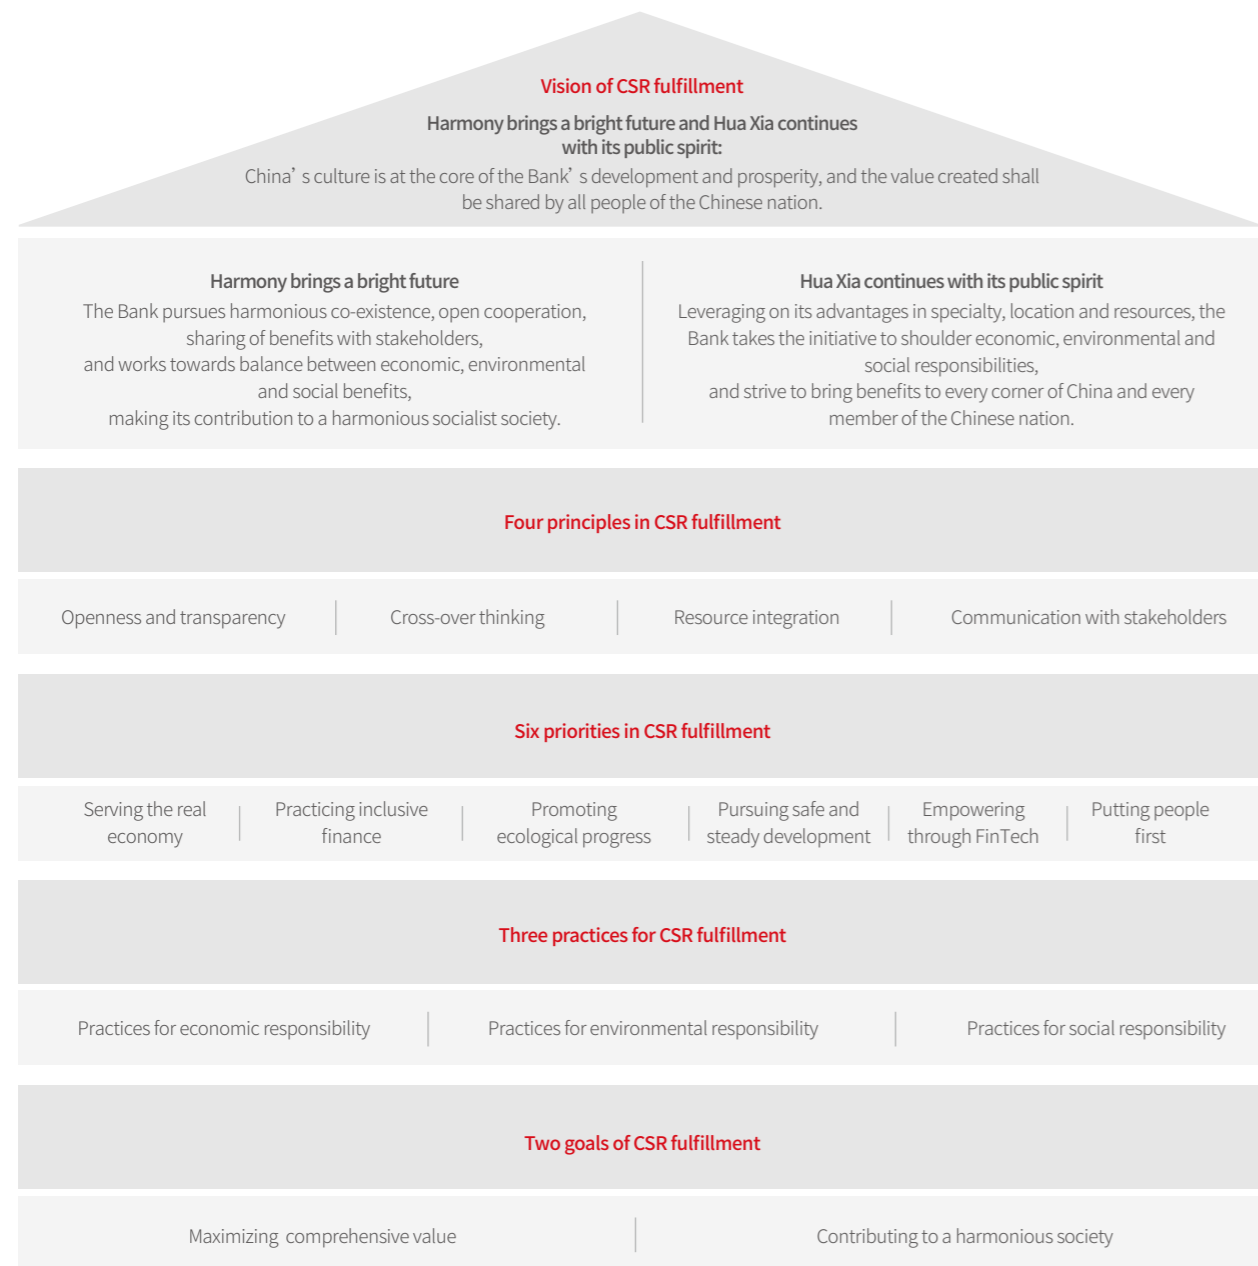 Vision of CSR fulfillment
Harmony brings a bright future and Hua Xia continues
with its public spirit:
China’s culture is at the core of the Bank’s development and prosperity, and the value created shall
be shared by all people of the Chinese nation.
Harmony brings a bright future
The Bank pursues harmonious co-existence, open cooperation,
sharing of benefits with stakeholders,
and works towards balance between economic, environmental
and social benefits,
making its contribution to a harmonious socialist society.
Hua Xia continues with its public spirit
Leveraging on its advantages in specialty, location and resources, the
Bank takes the initiative to shoulder economic, environmental and
social responsibilities,
and strive to bring benefits to every corner of China and every
member of the Chinese nation.
Four principles in CSR fulfillment
Openness and transparency
Cross-over thinking
Resource integration
Communication with stakeholders
Six priorities in CSR fulfillment
Serving the real
economy
Practicing inclusive
finance
Promoting
ecological progress
Pursuing safe and
steady development
Empowering
through FinTech
Putting people
first
Three practices for CSR fulfillment
Practices for economic responsibility
Practices for environmental responsibility
Practices for social responsibility
Two goals of CSR fulfillment
Maximizing comprehensive value
Contributing to a harmonious society